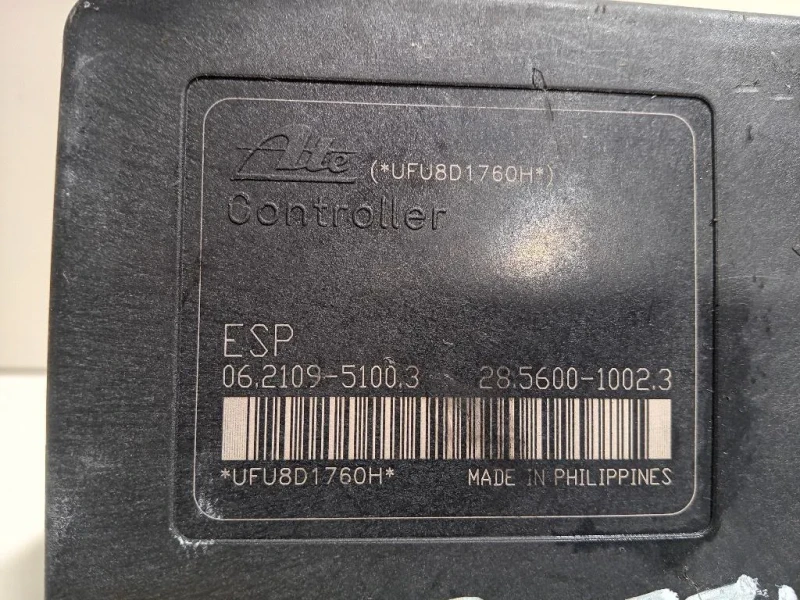 Ate (*UFU8D1760H*)
Controller
ESP
06.2109-5100.3 28.5600-1002.3
*UFU8D1760H* MADE IN PHILIPPINES